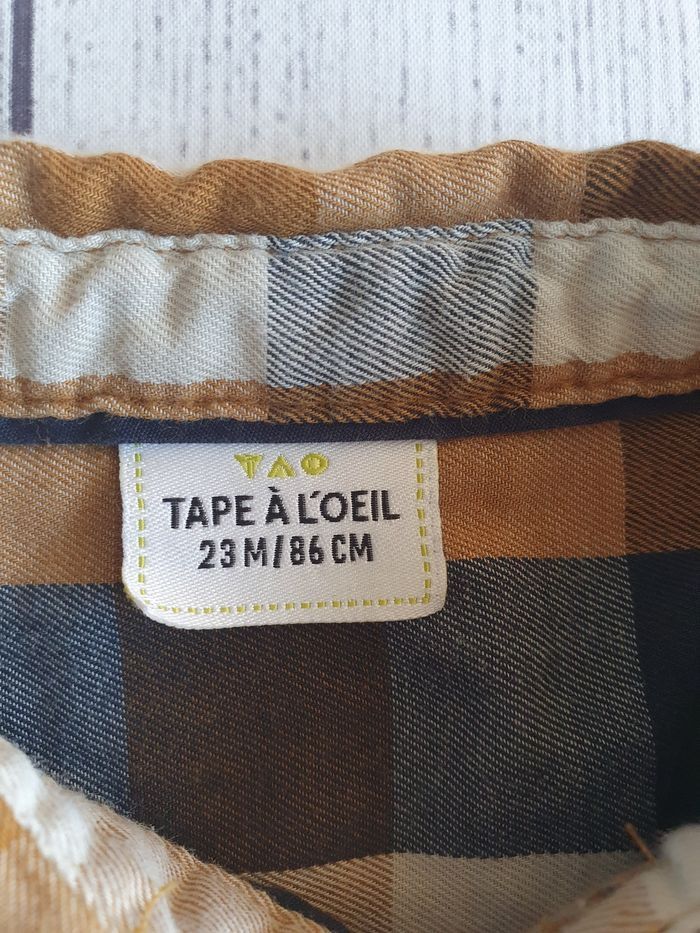 TAO
TAPE À L'OEIL
23 M/86 CM